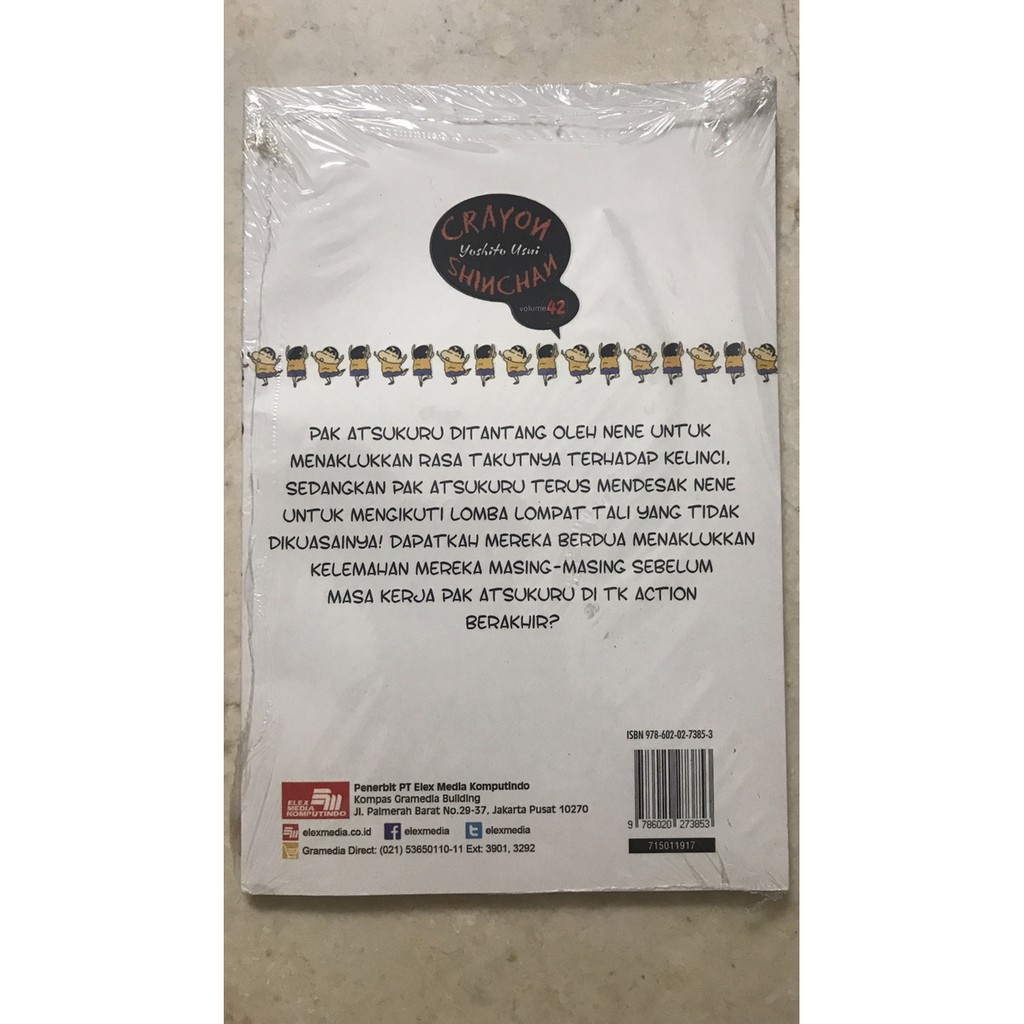 CRAYON
Yoshito Usui
SHINCHAN
volume 42
PAK ATSUKURU DITANTANG OLEH NENE UNTUK
MENAKLUKKAN RASA TAKUTNYA TERHADAP KELINCI,
SEDANGKAN PAK ATSUKURU TERUS MENDESAK NENE
UNTUK MENGIKUTI LOMBA LOMPAT TALI YANG TIDAK
DIKUASAINYA! DAPATKAH MEREKA BERDUA MENAKLUKKAN
KELEMAHAN MEREKA MASING-MASING SEBELUM
MASA KERJA PAK ATSUKURU DI TK ACTION
BERAKHIR?
ISBN 978-602-02-7385-3
9 786020 273853
715011917
ELEX
MEDIA
KOMPUTINDO
Penerbit PT Elex Media Komputindo
Kompas Gramedia Building
Jl. Palmerah Barat No.29-37, Jakarta Pusat 10270
elexmedia.co.id elexmedia elexmedia
Gramedia Direct: (021) 53650110-11 Ext: 3901, 3292